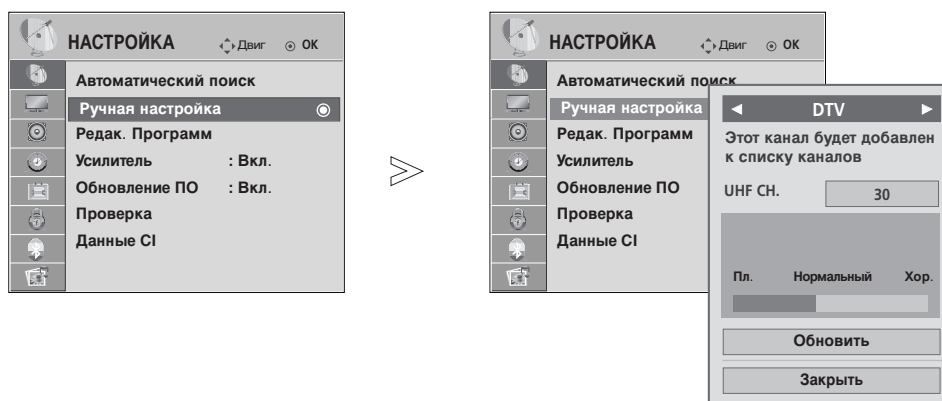 НАСТРОЙКА Двиг ОК
Автоматический поиск
Ручная настройка
Редак. Программ
Усилитель : Вкл.
Обновление ПО : Вкл.
Проверка
Данные CI
НАСТРОЙКА Двиг ОК
Автоматический поиск
Ручная настройка
Редак. Программ
Усилитель
Обновление ПО
Проверка
Данные CI
DTV
Этот канал будет добавлен
к списку каналов
UHF CH. 30
Пл. Нормальный Хор.
Обновить
Закрыть